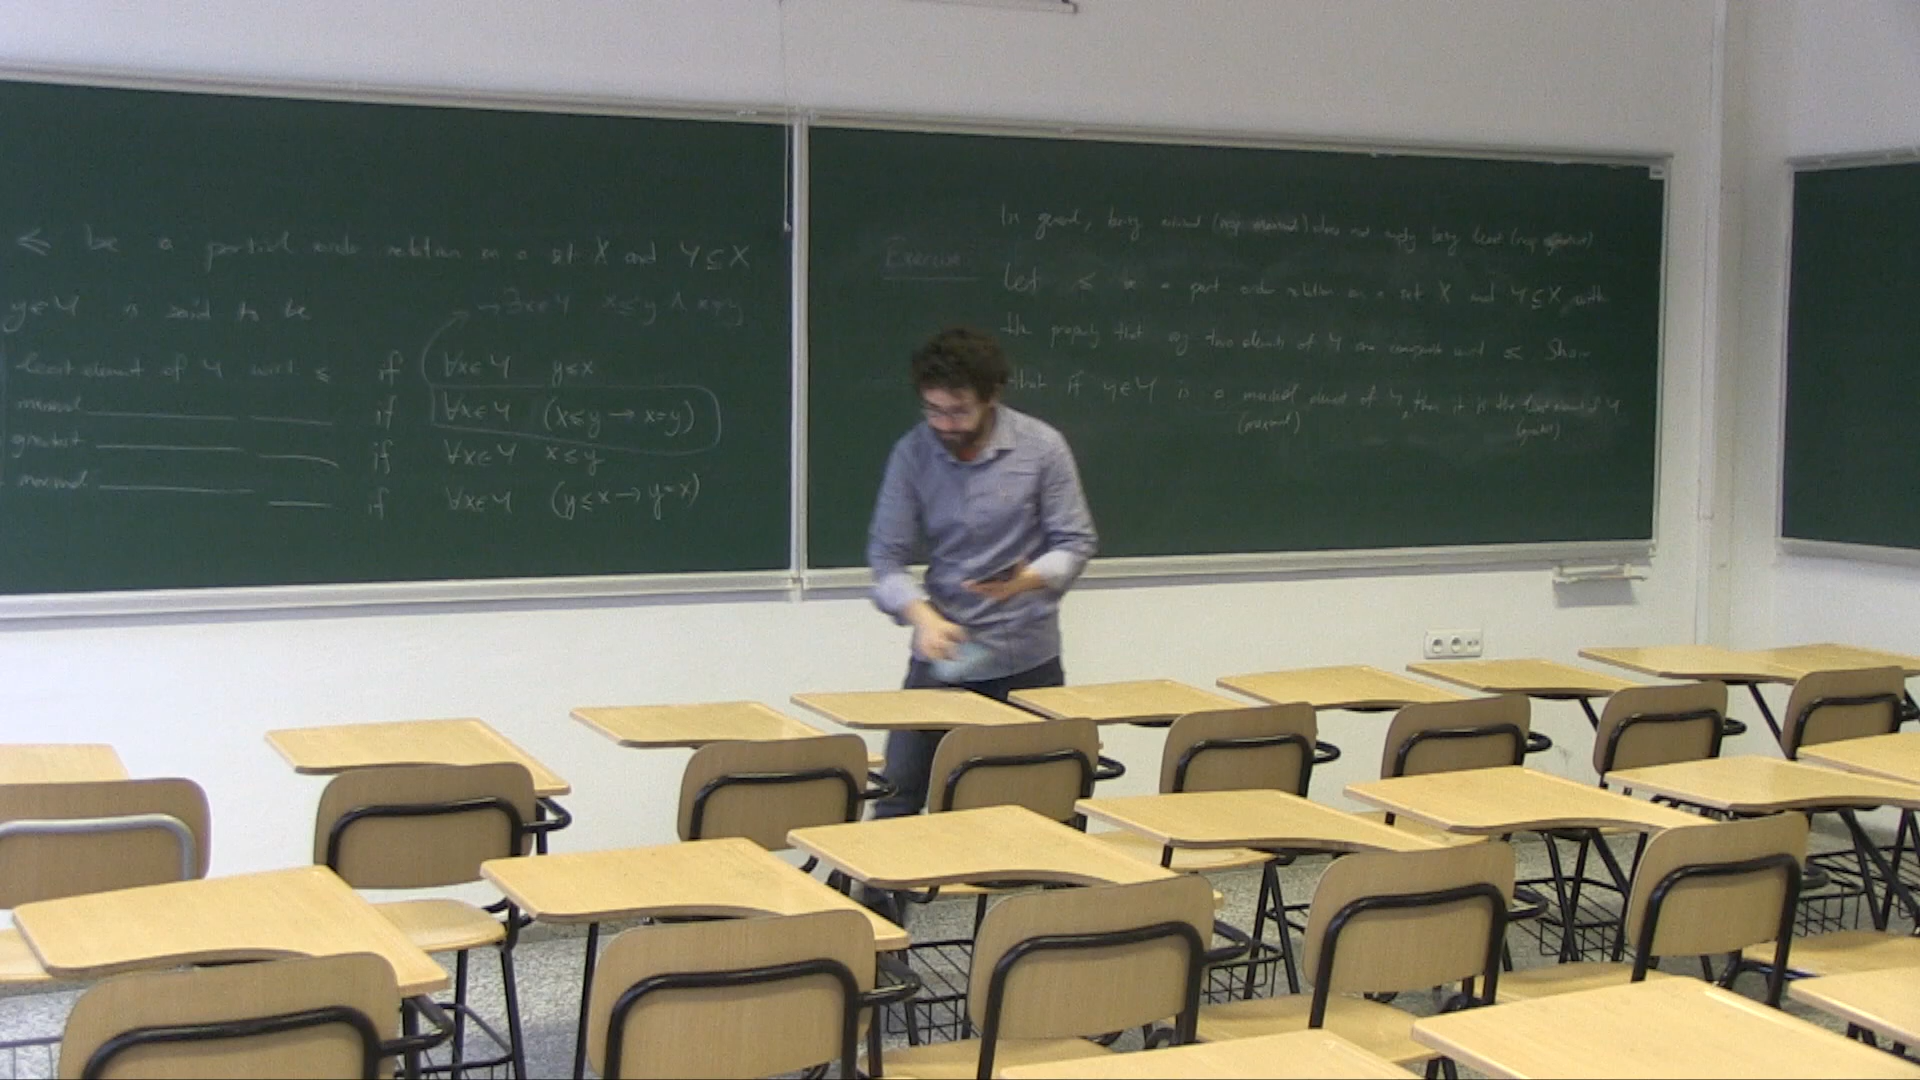 ≤ be a partial order relation on a set X and Y ⊆ X
y∈Y is said to be
→ ∃x∈Y x≤y ∧ x≠y
least element of Y w.r.t. ≤ if ∀x∈Y y≤x
minimal if ∀x∈Y (x≤y → x=y)
greatest if ∀x∈Y x≤y
maximal if ∀x∈Y (y≤x → y=x)
In general, being minimal (resp maximal) does not imply being least (resp greatest)
Exercise
Let ≤ be a part order relation on a set X and Y⊆X with
the property that any two elements of Y are comparable w.r.t ≤ Show
that if y∈Y is a minimal element of Y, then it is the least element of Y
(maximal) (greatest)